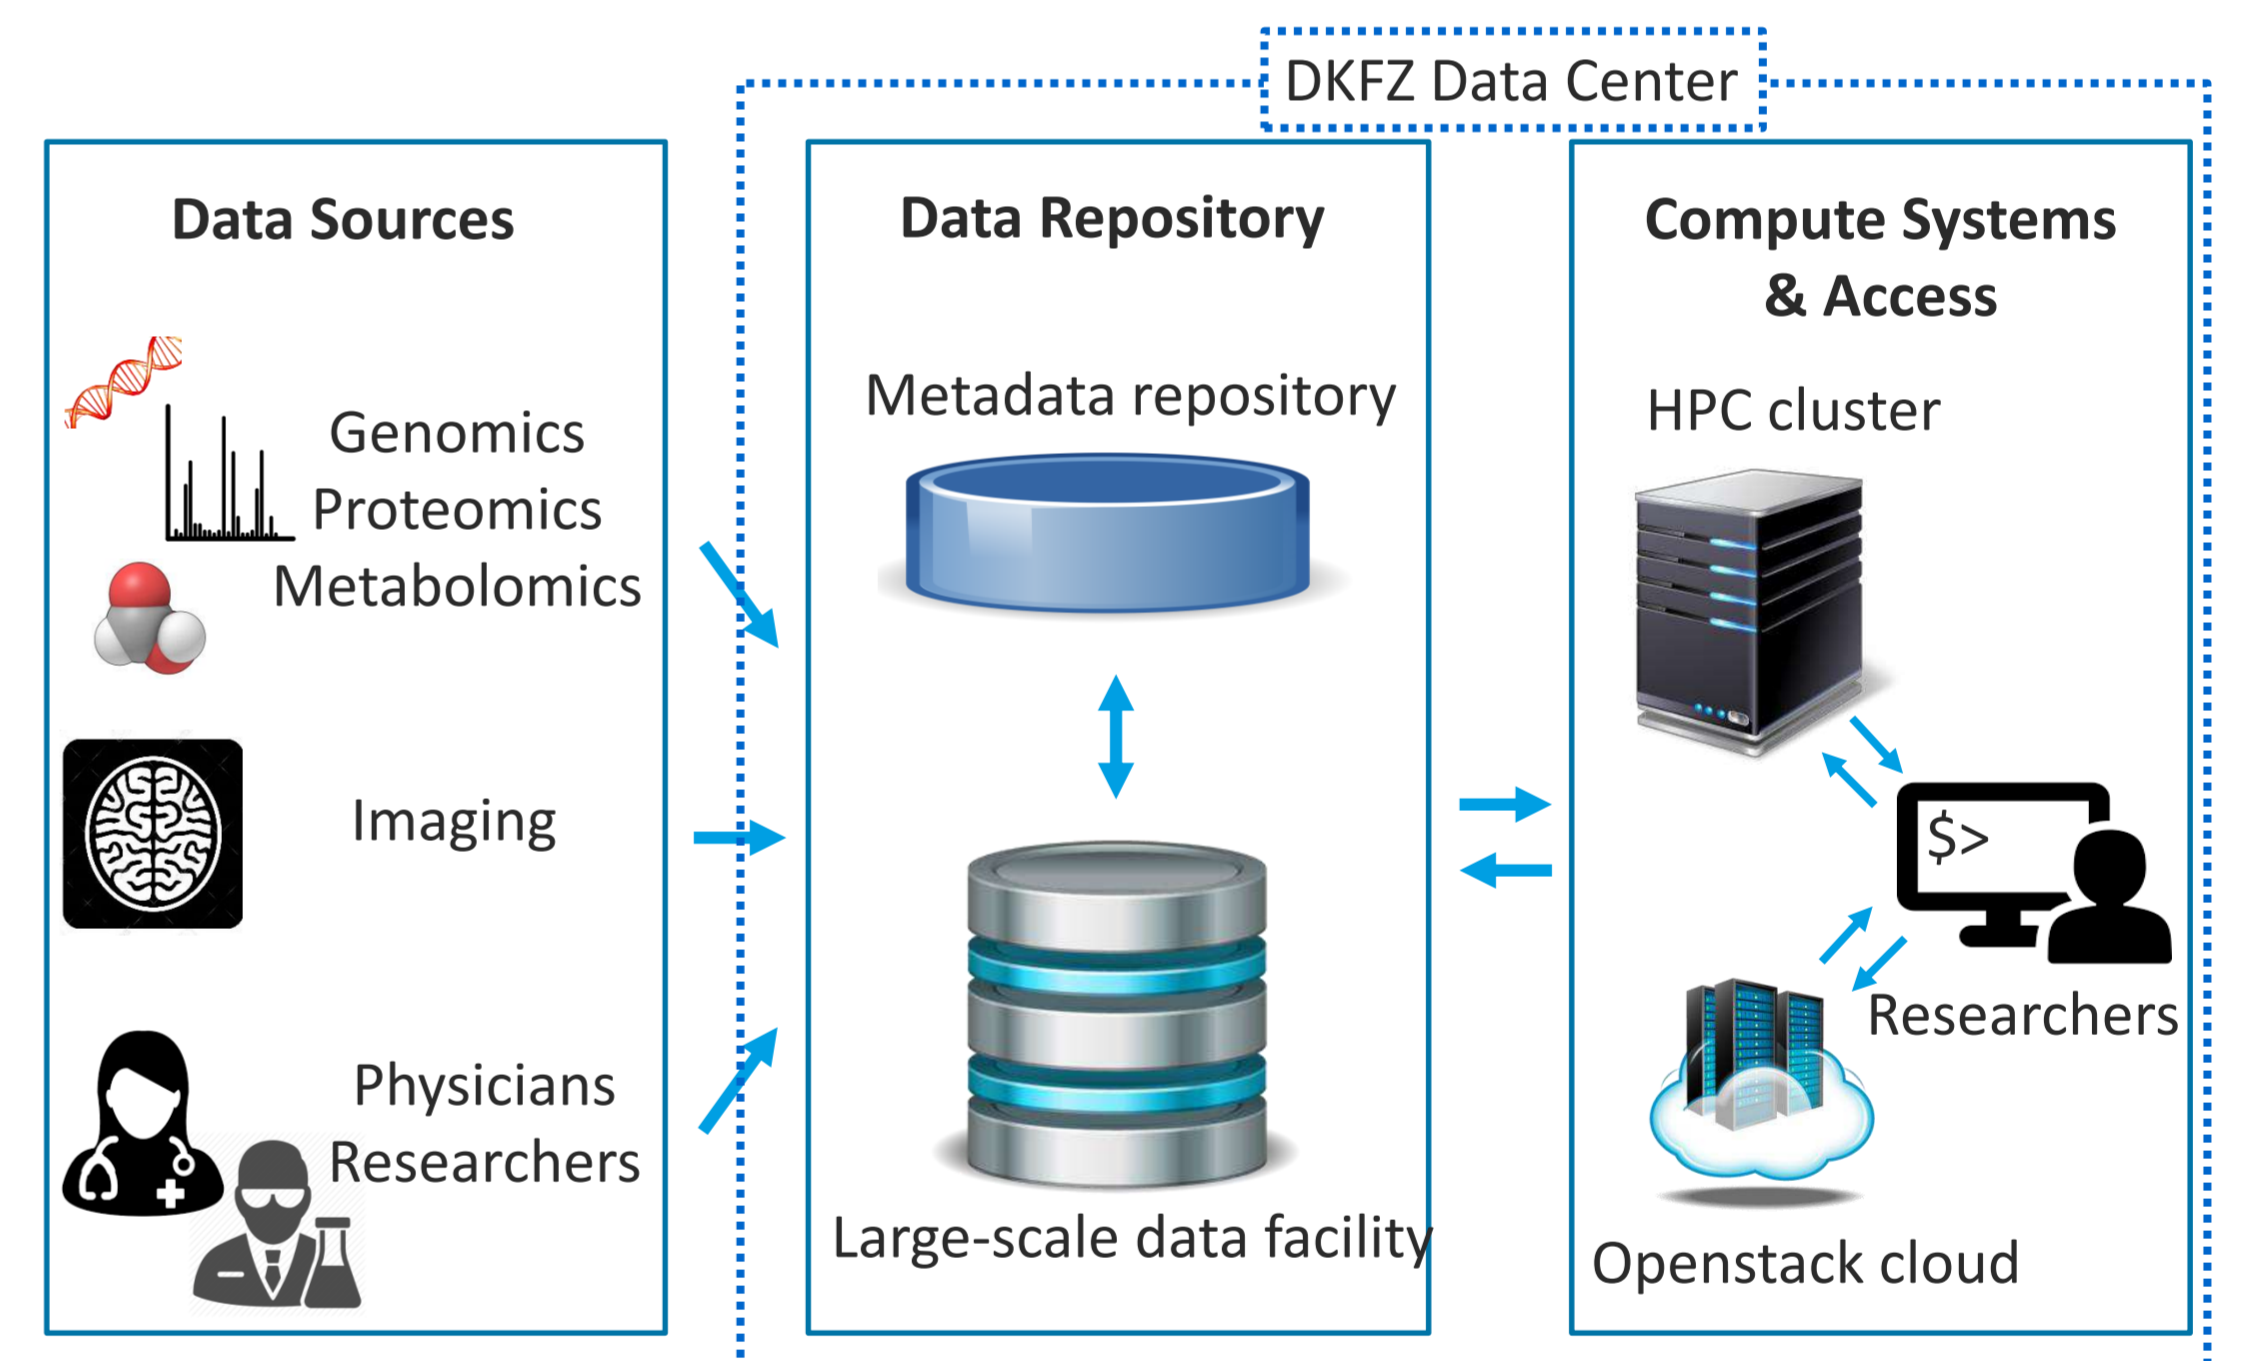 DKFZ Data Center
Data Sources
Genomics
Proteomics
Metabolomics
Imaging
Physicians
Researchers
Data Repository
Metadata repository
Large-scale data facility
Compute Systems
& Access
HPC cluster
$>
Researchers
Openstack cloud